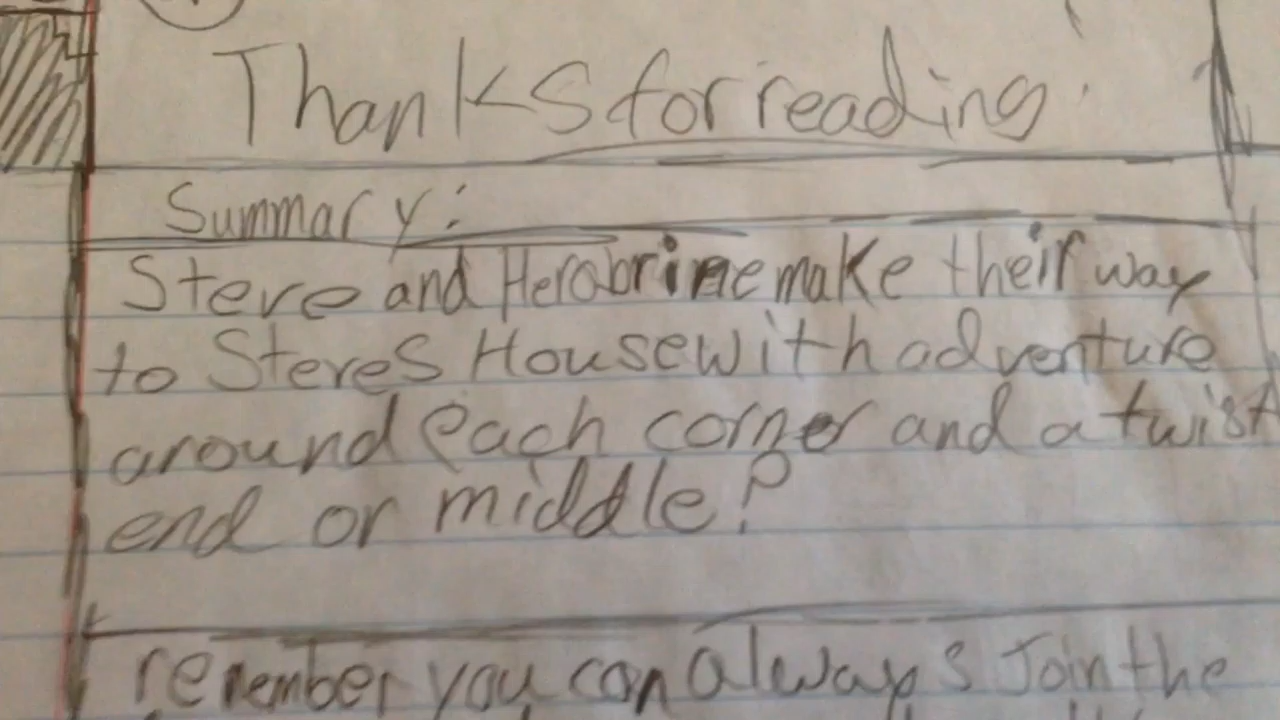 Thanks for reading.
Summary:
Steve and Herobrine make their way
to Steves House with adventure
around each corner and a twist
end or middle?
remember you can always Join the